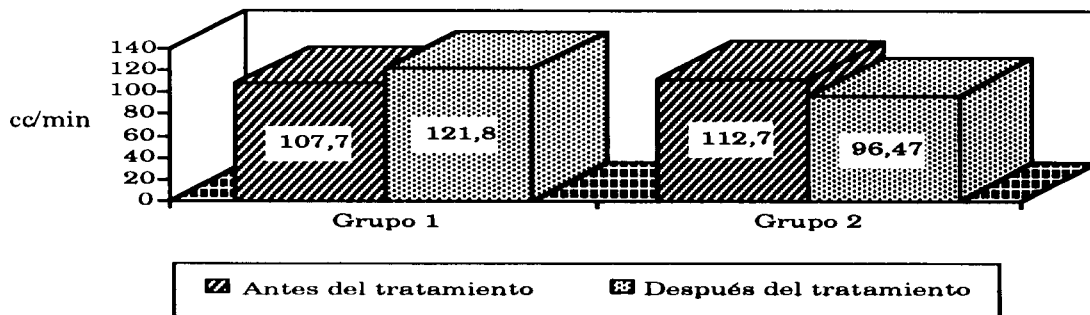 140
120
100
80
60
40
20
0
cc/min
107,7
121,8
112,7
96,47
Grupo 1
Grupo 2
Antes del tratamiento
Después del tratamiento